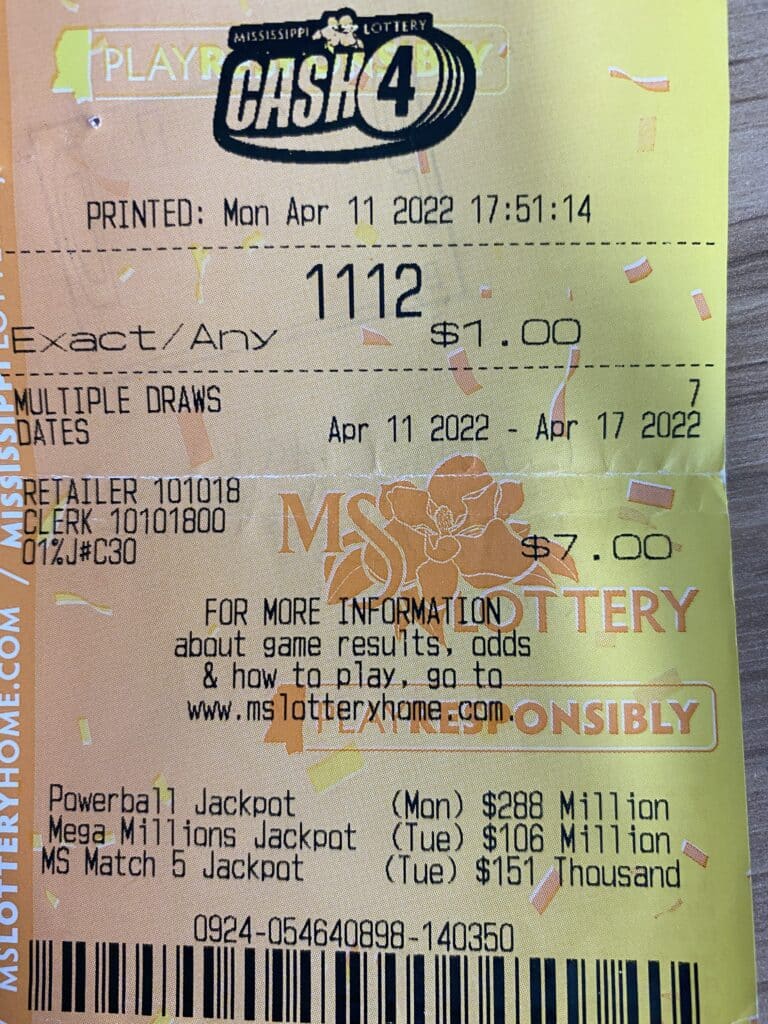 MISSISSIPPI LOTTERY
PLAY
CASH 4
PRINTED: Mon Apr 11 2022 17:51:14
1112
Exact/Any $1.00
MULTIPLE DRAWS 7
DATES Apr 11 2022 - Apr 17 2022
RETAILER 101018
CLERK 10101800
01%J#C30
$7.00
MS LOTTERY
FOR MORE INFORMATION
about game results, odds
& how to play, go to
www.mslotteryhome.com.
PLAY RESPONSIBLY
Powerball Jackpot (Mon) $288 Million
Mega Millions Jackpot (Tue) $106 Million
MS Match 5 Jackpot (Tue) $151 Thousand
0924-054640898-140350
MSLOTTERYHOME.COM / MISSISSIPPI LOTT